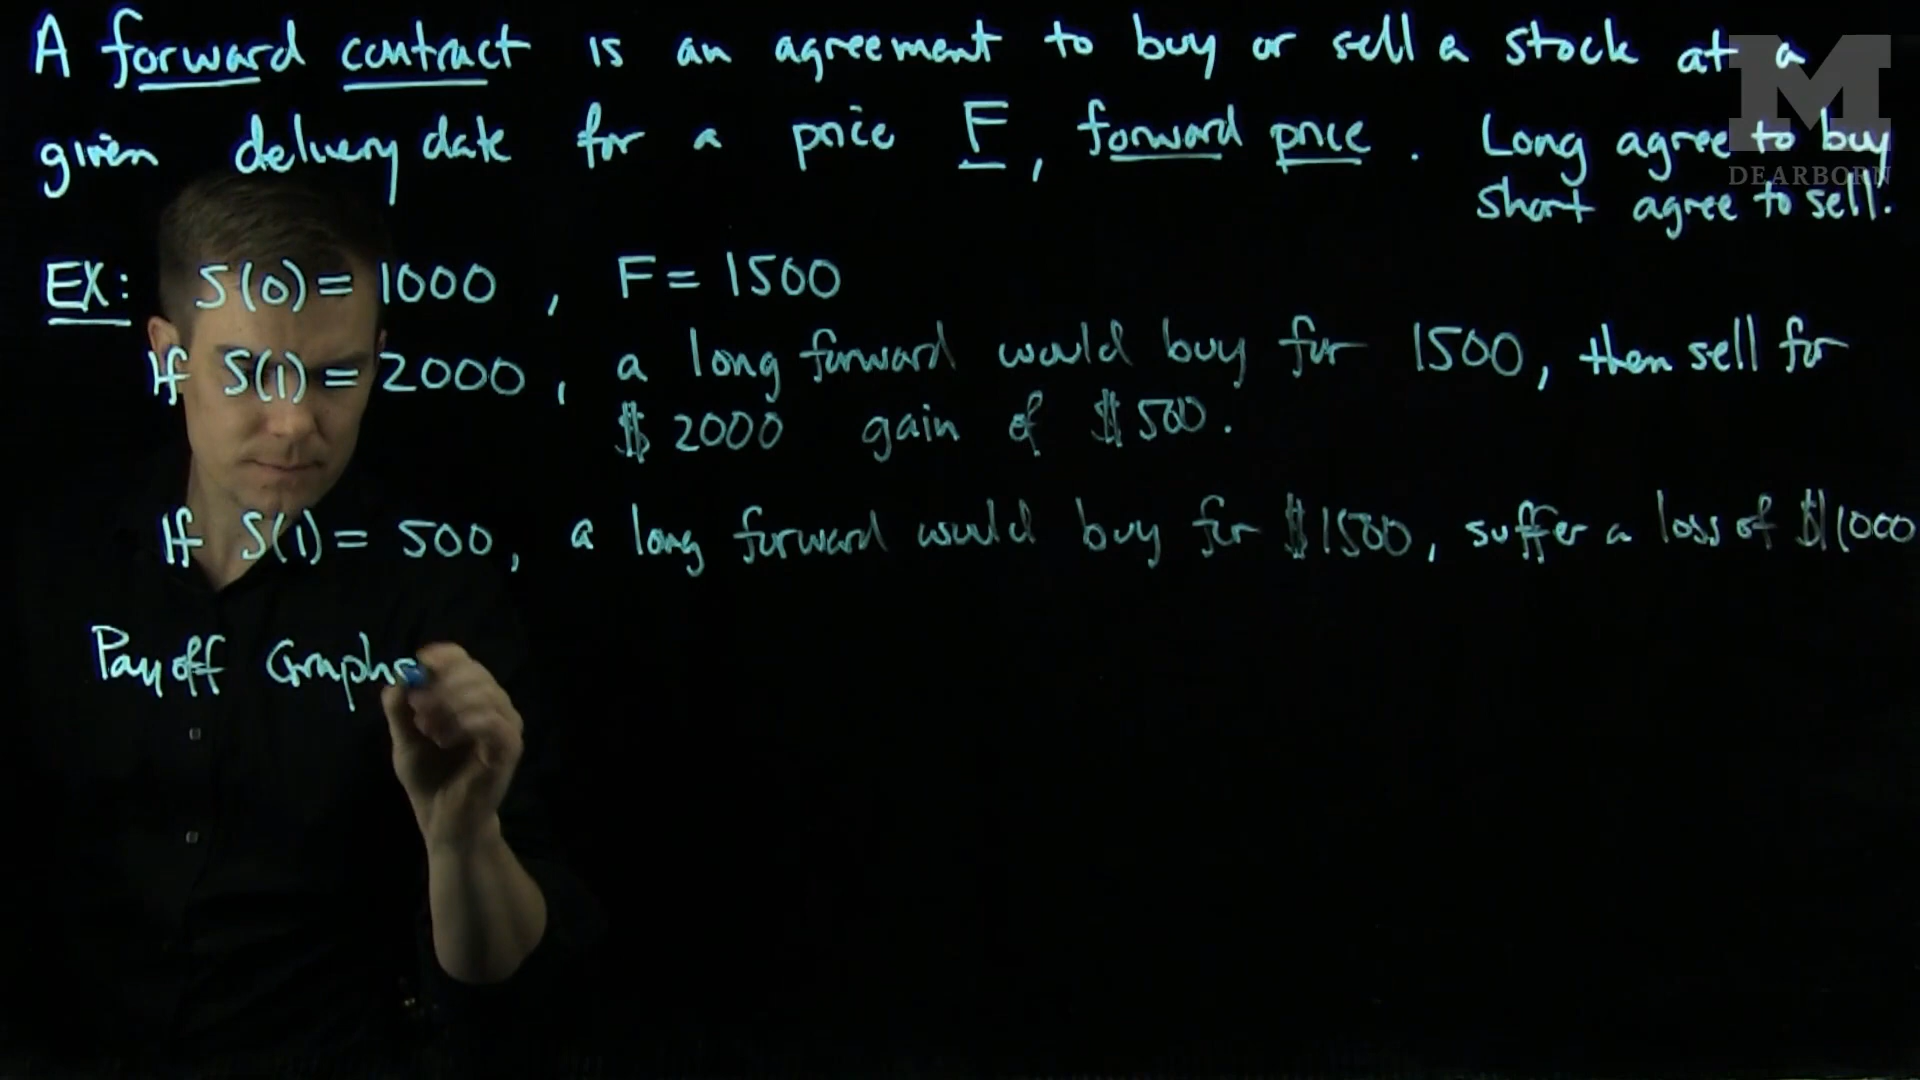 A forward contract is an agreement to buy or sell a stock at a
given delivery date for a price F, forward price. Long agree to buy
Short agree to sell.
M
DEARBORN
EX: S(0) = 1000, F = 1500
If S(1) = 2000, a long forward would buy for 1500, then sell for
$2000 gain of $500.
If S(1) = 500, a long forward would buy for $1500, suffer a loss of $1000
Payoff Graphs